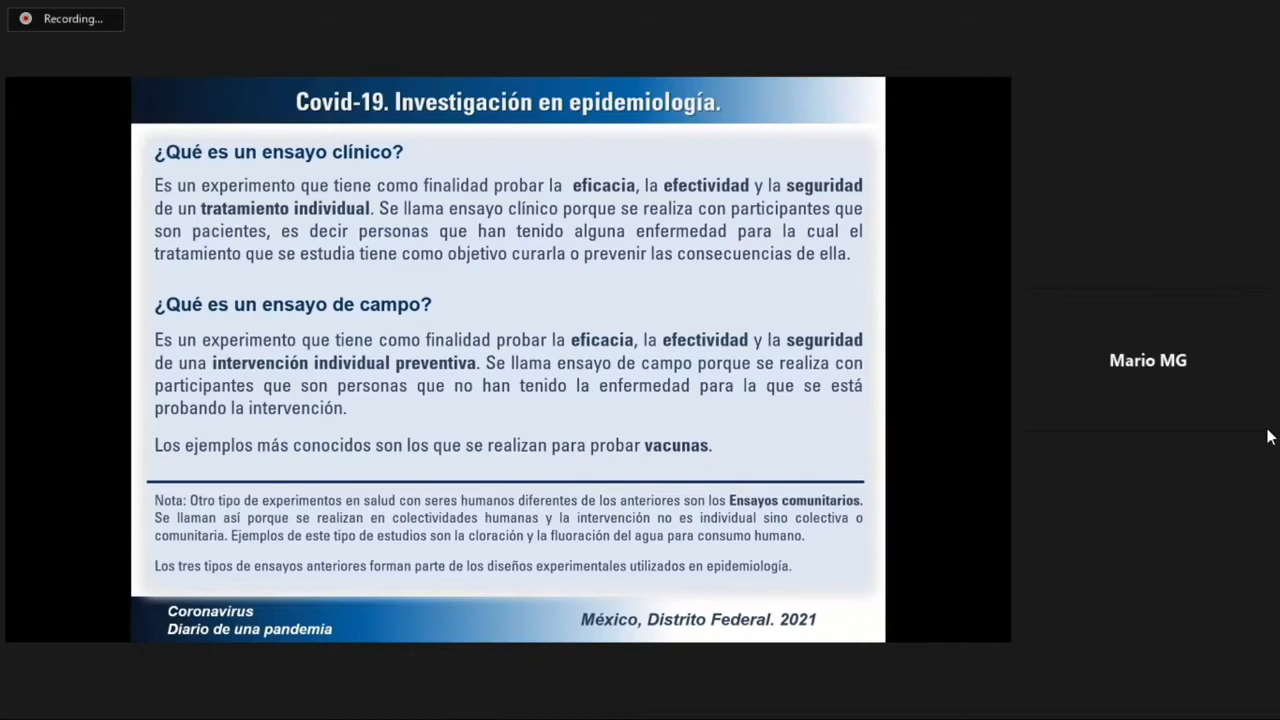 Recording...
Covid-19. Investigación en epidemiología.
¿Qué es un ensayo clínico?
Es un experimento que tiene como finalidad probar la eficacia, la efectividad y la seguridad
de un tratamiento individual. Se llama ensayo clínico porque se realiza con participantes que
son pacientes, es decir personas que han tenido alguna enfermedad para la cual el
tratamiento que se estudia tiene como objetivo curarla o prevenir las consecuencias de ella.
¿Qué es un ensayo de campo?
Es un experimento que tiene como finalidad probar la eficacia, la efectividad y la seguridad
de una intervención individual preventiva. Se llama ensayo de campo porque se realiza con
participantes que son personas que no han tenido la enfermedad para la que se está
probando la intervención.
Los ejemplos más conocidos son los que se realizan para probar vacunas.
Nota: Otro tipo de experimentos en salud con seres humanos diferentes de los anteriores son los Ensayos comunitarios.
Se llaman así porque se realizan en colectividades humanas y la intervención no es individual sino colectiva o
comunitaria. Ejemplos de este tipo de estudios son la cloración y la fluoración del agua para consumo humano.
Los tres tipos de ensayos anteriores forman parte de los diseños experimentales utilizados en epidemiología.
Coronavirus
Diario de una pandemia
México, Distrito Federal. 2021
Mario MG